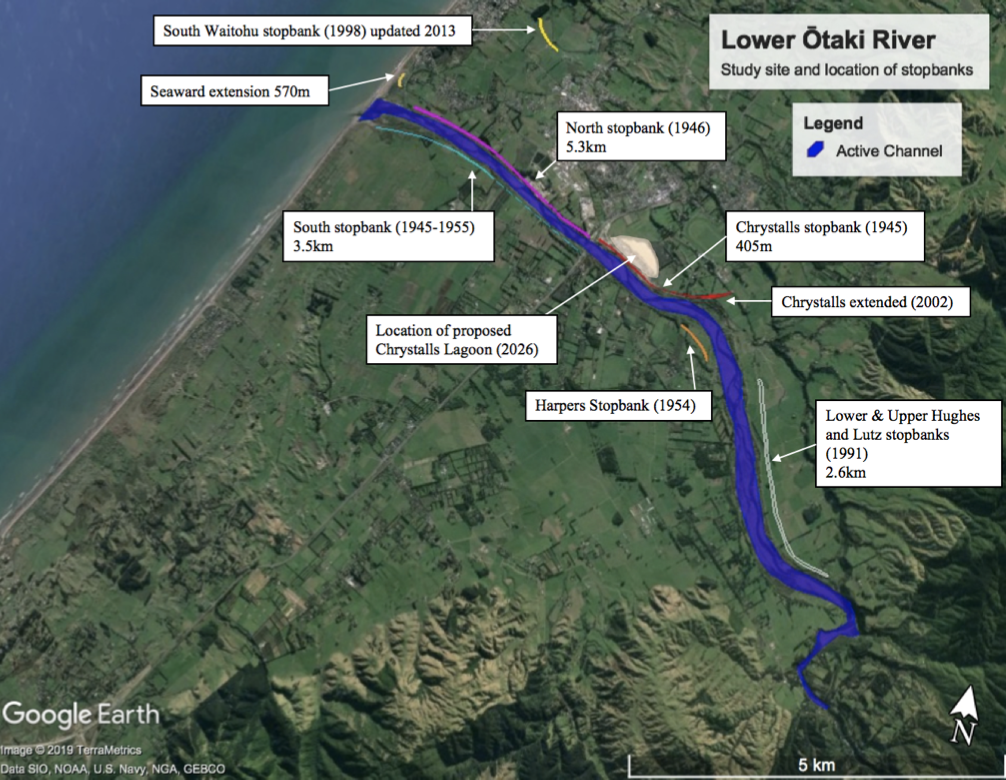 South Waitohu stopbank (1998) updated 2013
Lower Ōtaki River
Study site and location of stopbanks
Seaward extension 570m
Legend
Active Channel
North stopbank (1946)
5.3km
South stopbank (1945-1955)
3.5km
Chrystalls stopbank (1945)
405m
Chrystalls extended (2002)
Location of proposed
Chrystalls Lagoon (2026)
Harpers Stopbank (1954)
Lower & Upper Hughes
and Lutz stopbanks
(1991)
2.6km
Google Earth
Image © 2019 TerraMetrics
Data SIO, NOAA, U.S. Navy, NGA, GEBCO
N
5 km